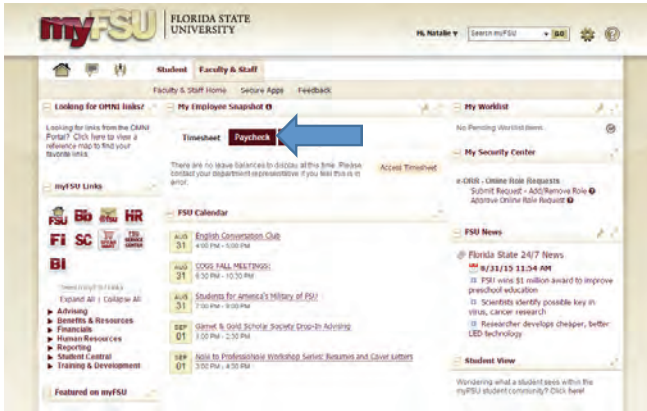 myFSU
FLORIDA STATE
UNIVERSITY
Hi, Natalie
Search myFSU
GO
Student Faculty & Staff
Faculty & Staff Home Secure Apps Feedback
Looking for OMNI links?
Looking for links from the OMNI
Portal? Click here to view a
reference map to find your
favorite links.
myFSU Links
FSU Bb FSU HR
FI SC
BI
Expand All | Collapse All
Advising
Benefits & Resources
Financials
Human Resources
Reporting
Student Central
Training & Development
Featured on myFSU
My Employee Snapshot
Timesheet Paycheck
There are no leave balances to display at this time. Please
contact your department representative if you feel this is in
error.
Access Timesheet
FSU Calendar
AUG
31
English Conversation Club
4:00 PM - 5:00 PM
AUG
31
COGS FALL MEETINGS:
6:30 PM - 10:30 PM
AUG
31
Students for America's Military of FSU
7:00 PM - 9:00 PM
SEP
01
Garnet & Gold Scholar Society Drop-In Advising
1:00 PM - 2:30 PM
SEP
01
Nole to Professionole Workshop Series: Resumes and Cover Letters
3:00 PM - 4:30 PM
My Worklist
No Pending Worklist Items
My Security Center
e-ORR - Online Role Requests
Submit Request - Add/Remove Role
Approve Online Role Request
FSU News
Florida State 24/7 News
8/31/15 11:54 AM
FSU wins $1 million award to improve
preschool education
Scientists identify possible key in
virus, cancer research
Researcher develops cheaper, better
LED technology
Student View
Wondering what a student sees within the
myFSU student community? Click here!